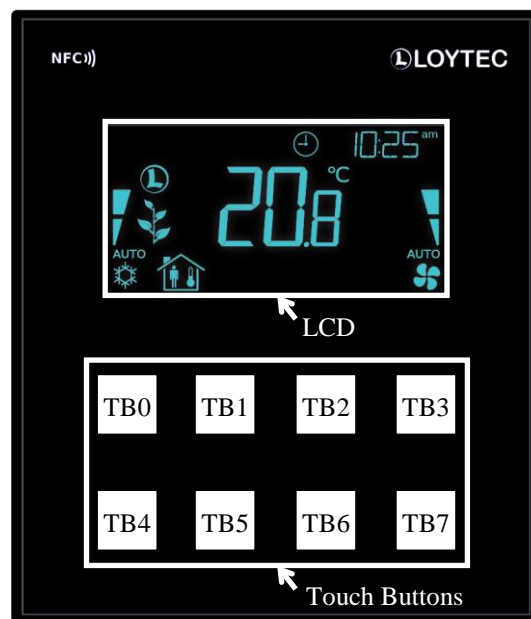 NFC
LOYTEC
10:25 am
20.8 °C
AUTO
AUTO
LCD
TB0 TB1 TB2 TB3
TB4 TB5 TB6 TB7
Touch Buttons